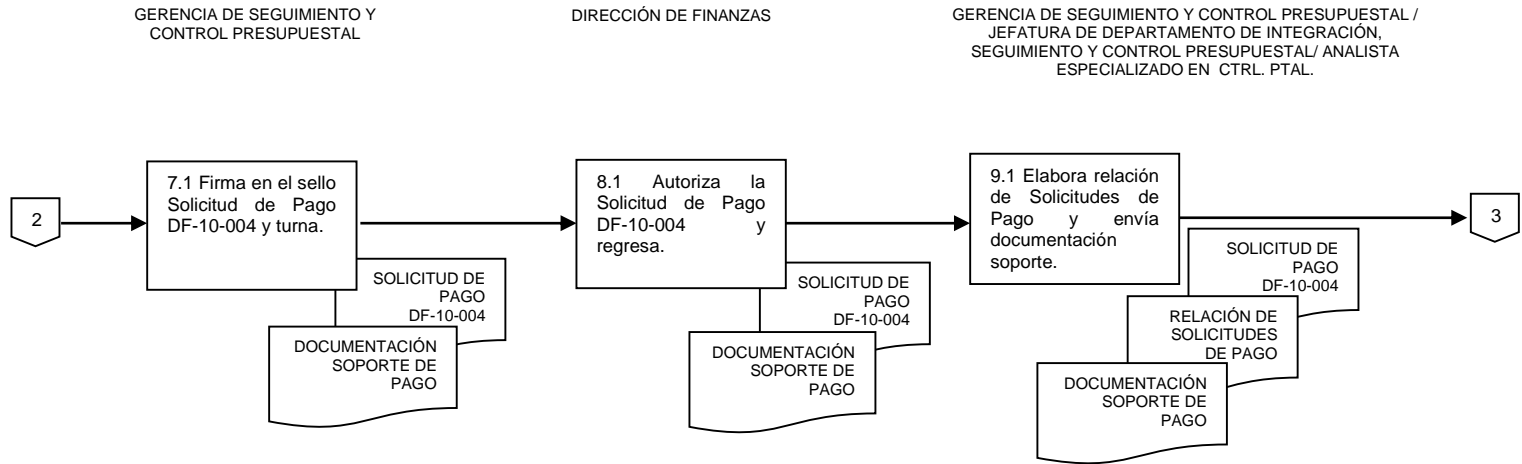 GERENCIA DE SEGUIMIENTO Y
CONTROL PRESUPUESTAL
DIRECCIÓN DE FINANZAS
GERENCIA DE SEGUIMIENTO Y CONTROL PRESUPUESTAL /
JEFATURA DE DEPARTAMENTO DE INTEGRACIÓN,
SEGUIMIENTO Y CONTROL PRESUPUESTAL/ ANALISTA
ESPECIALIZADO EN CTRL. PTAL.
2
7.1 Firma en el sello
Solicitud de Pago
DF-10-004 y turna.
SOLICITUD DE
PAGO
DF-10-004
DOCUMENTACIÓN
SOPORTE DE
PAGO
8.1 Autoriza la
Solicitud de Pago
DF-10-004 y
regresa.
SOLICITUD DE
PAGO
DF-10-004
DOCUMENTACIÓN
SOPORTE DE
PAGO
9.1 Elabora relación
de Solicitudes de
Pago y envía
documentación
soporte.
SOLICITUD DE
PAGO
DF-10-004
RELACIÓN DE
SOLICITUDES
DE PAGO
DOCUMENTACIÓN
SOPORTE DE
PAGO
3